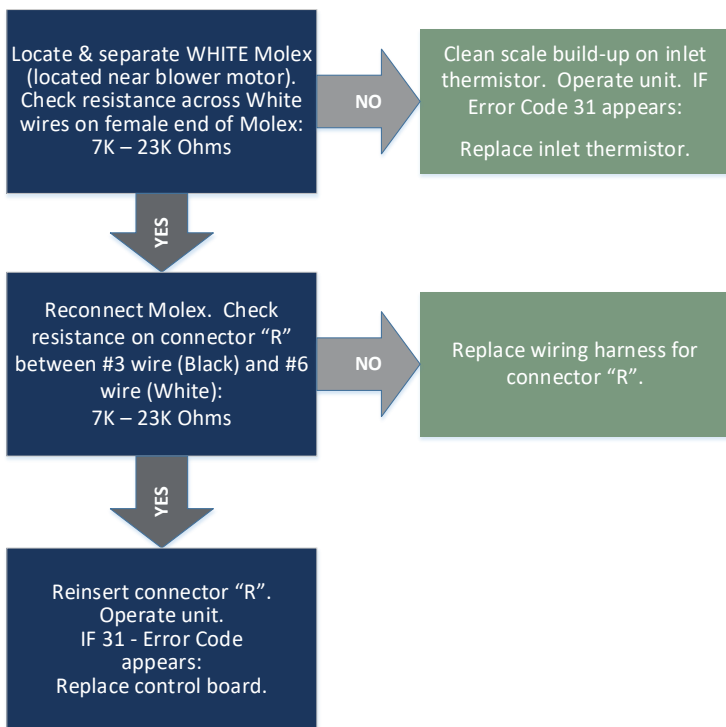 Locate & separate WHITE Molex
(located near blower motor).
Check resistance across White
wires on female end of Molex:
7K – 23K Ohms
NO
Clean scale build-up on inlet
thermistor. Operate unit. IF
Error Code 31 appears:
Replace inlet thermistor.
YES
Reconnect Molex. Check
resistance on connector “R”
between #3 wire (Black) and #6
wire (White):
7K – 23K Ohms
NO
Replace wiring harness for
connector “R”.
YES
Reinsert connector “R”.
Operate unit.
IF 31 - Error Code
appears:
Replace control board.